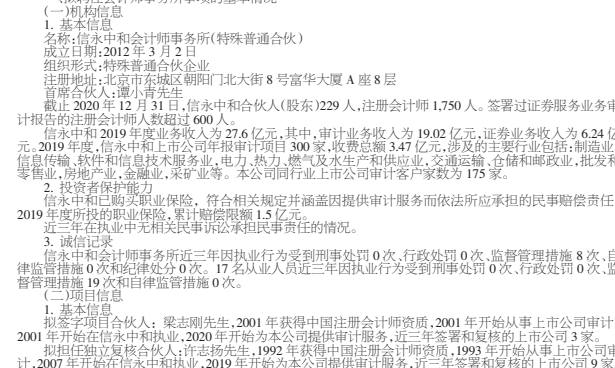 (一)机构信息
1. 基本信息
名称:信永中和会计师事务所(特殊普通合伙)
成立日期:2012 年 3 月 2 日
组织形式:特殊普通合伙企业
注册地址:北京市东城区朝阳门北大街 8 号富华大厦 A 座 8 层
首席合伙人:谭小青先生
截止 2020 年 12 月 31 日,信永中和合伙人(股东)229 人,注册会计师 1,750 人。签署过证券服务业务审
计报告的注册会计师人数超过 600 人。
信永中和 2019 年度业务收入为 27.6 亿元,其中,审计业务收入为 19.02 亿元,证券业务收入为 6.24 亿
元。2019 年度,信永中和上市公司年报审计项目 300 家,收费总额 3.47 亿元,涉及的主要行业包括:制造业,
信息传输、软件和信息技术服务业,电力、热力、燃气及水生产和供应业,交通运输、仓储和邮政业,批发和
零售业,房地产业,金融业,采矿业等。本公司同行业上市公司审计客户家数为 175 家。
2. 投资者保护能力
信永中和已购买职业保险，符合相关规定并涵盖因提供审计服务而依法所应承担的民事赔偿责任,
2019 年度所投的职业保险,累计赔偿限额 1.5 亿元。
近三年在执业中无相关民事诉讼承担民事责任的情况。
3. 诚信记录
信永中和会计师事务所近三年因执业行为受到刑事处罚 0 次、行政处罚 0 次、监督管理措施 8 次、自
律监管措施 0 次和纪律处分 0 次。17 名从业人员近三年因执业行为受到刑事处罚 0 次、行政处罚 0 次、监
督管理措施 19 次和自律监管措施 0 次。
(二)项目信息
1. 基本信息
拟签字项目合伙人：梁志刚先生,2001 年获得中国注册会计师资质,2001 年开始从事上市公司审计,
2001 年开始在信永中和执业,2020 年开始为本公司提供审计服务,近三年签署和复核的上市公司 3 家。
拟担任独立复核合伙人:许志扬先生,1992 年获得中国注册会计师资质,1993 年开始从事上市公司审
计,2007 年开始在信永中和执业,2019 年开始为本公司提供审计服务,近三年签署和复核的上市公司 9 家